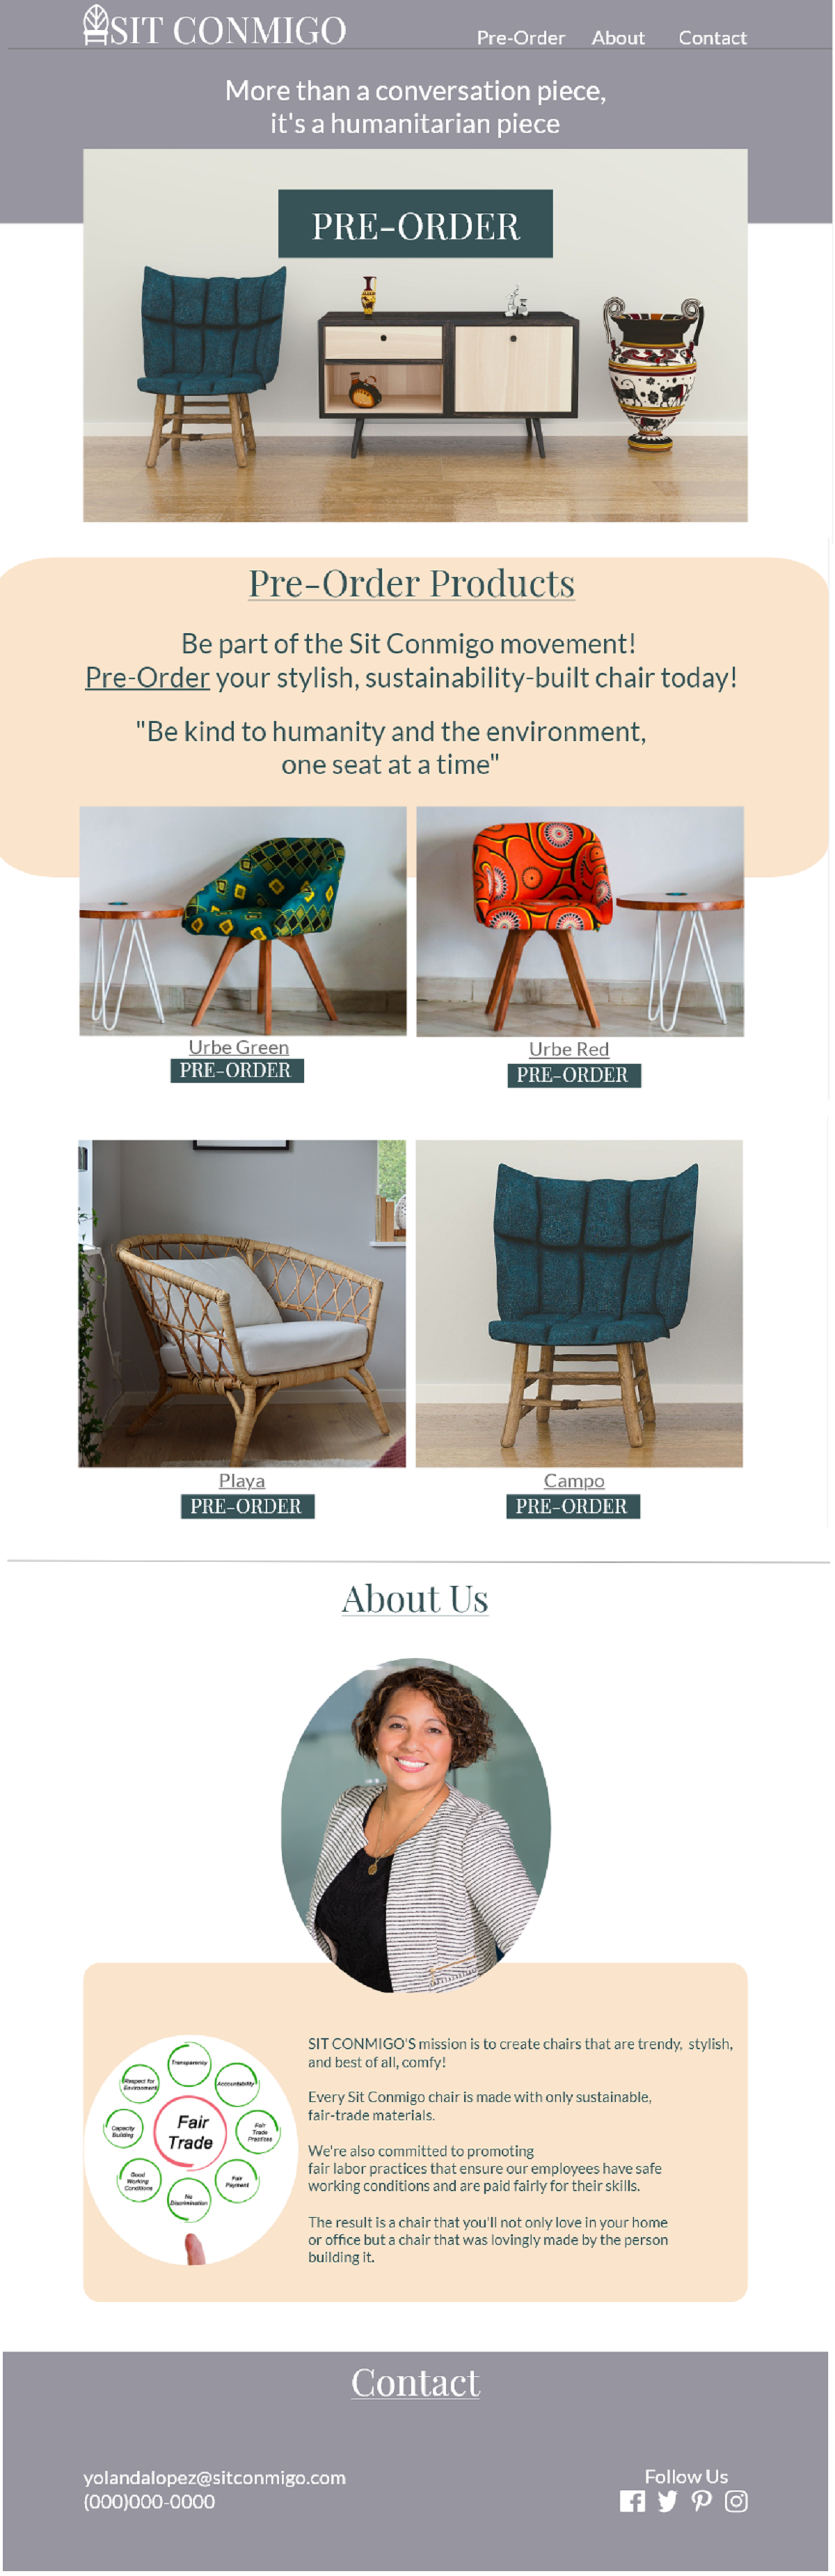 SIT CONMIGO
Pre-Order About Contact
More than a conversation piece,
it's a humanitarian piece
PRE-ORDER
Pre-Order Products
Be part of the Sit Conmigo movement!
Pre-Order your stylish, sustainability-built chair today!
"Be kind to humanity and the environment,
one seat at a time"
Urbe Green
PRE-ORDER
Urbe Red
PRE-ORDER
Playa
PRE-ORDER
Campo
PRE-ORDER
About Us
Transparency
Respect for
Environment
Accountability
Capacity
Building
Fair
Trade
Fair
Trade
Practices
Good
Working
Conditions
Fair
Payment
No
Discrimination
SIT CONMIGO'S mission is to create chairs that are trendy, stylish,
and best of all, comfy!
Every Sit Conmigo chair is made with only sustainable,
fair-trade materials.
We're also committed to promoting
fair labor practices that ensure our employees have safe
working conditions and are paid fairly for their skills.
The result is a chair that you'll not only love in your home
or office but a chair that was lovingly made by the person
building it.
Contact
yolandalopez@sitconmigo.com
(000)000-0000
Follow Us